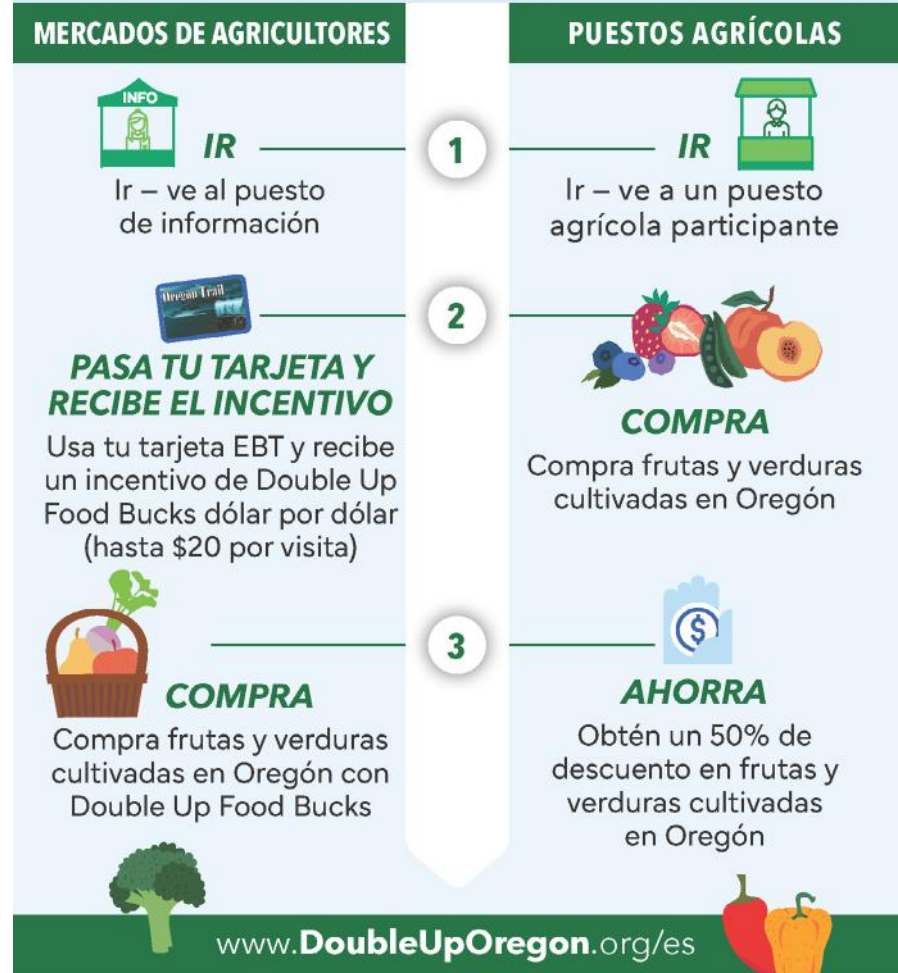 MERCADOS DE AGRICULTORES
INFO
IR
Ir – ve al puesto
de información
PUESTOS AGRÍCOLAS
1
IR
Ir – ve a un puesto
agrícola participante
Oregon Trail
PASA TU TARJETA Y
RECIBE EL INCENTIVO
Usa tu tarjeta EBT y recibe
un incentivo de Double Up
Food Bucks dólar por dólar
(hasta $20 por visita)
2
COMPRA
Compra frutas y verduras
cultivadas en Oregón
COMPRA
Compra frutas y verduras
cultivadas en Oregón con
Double Up Food Bucks
3
$
AHORRA
Obtén un 50% de
descuento en frutas y
verduras cultivadas
en Oregón
www.DoubleUpOregon.org/es